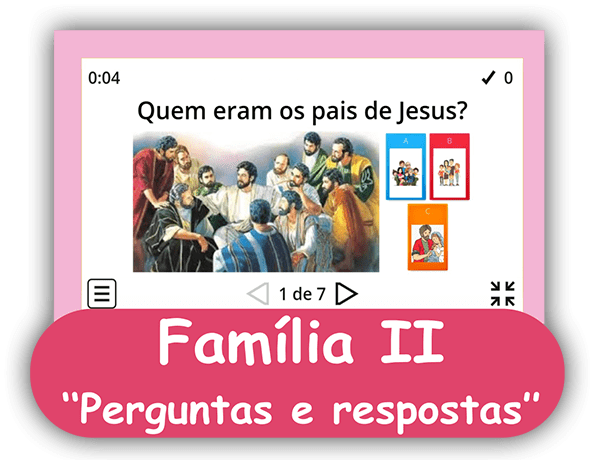 0:04
✔ 0
Quem eram os pais de Jesus?
A
B
C
1 de 7
Família II
“Perguntas e respostas”